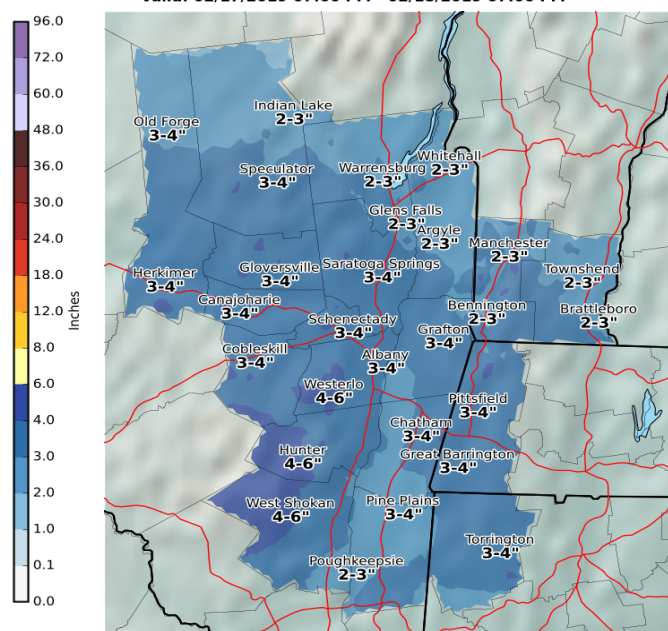 96.0
72.0
60.0
48.0
36.0
30.0
24.0
18.0
12.0
8.0
6.0
4.0
3.0
2.0
1.0
0.1
0.0
Inches
Indian Lake
2-3"
Old Forge
3-4"
Whitehall
2-3"
Speculator
3-4"
Warrensburg
2-3"
Glens Falls
2-3"
Argyle
2-3"
Manchester
2-3"
Herkimer
3-4"
Gloversville
3-4"
Saratoga Springs
3-4"
Townshend
2-3"
Canajoharie
3-4"
Bennington
2-3"
Brattleboro
2-3"
Schenectady
3-4"
Grafton
3-4"
Cobleskill
3-4"
Albany
3-4"
Westerlo
4-6"
Pittsfield
3-4"
Chatham
3-4"
Hunter
4-6"
Great Barrington
3-4"
West Shokan
4-6"
Pine Plains
3-4"
Torrington
3-4"
Poughkeepsie
2-3"